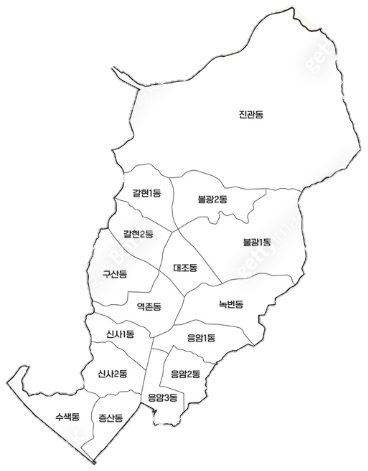 진관동
갈현1동
불광2동
갈현2동
불광1동
대조동
구산동
역촌동
녹번동
신사1동
응암1동
신사2동
응암2동
응암3동
수색동
증산동